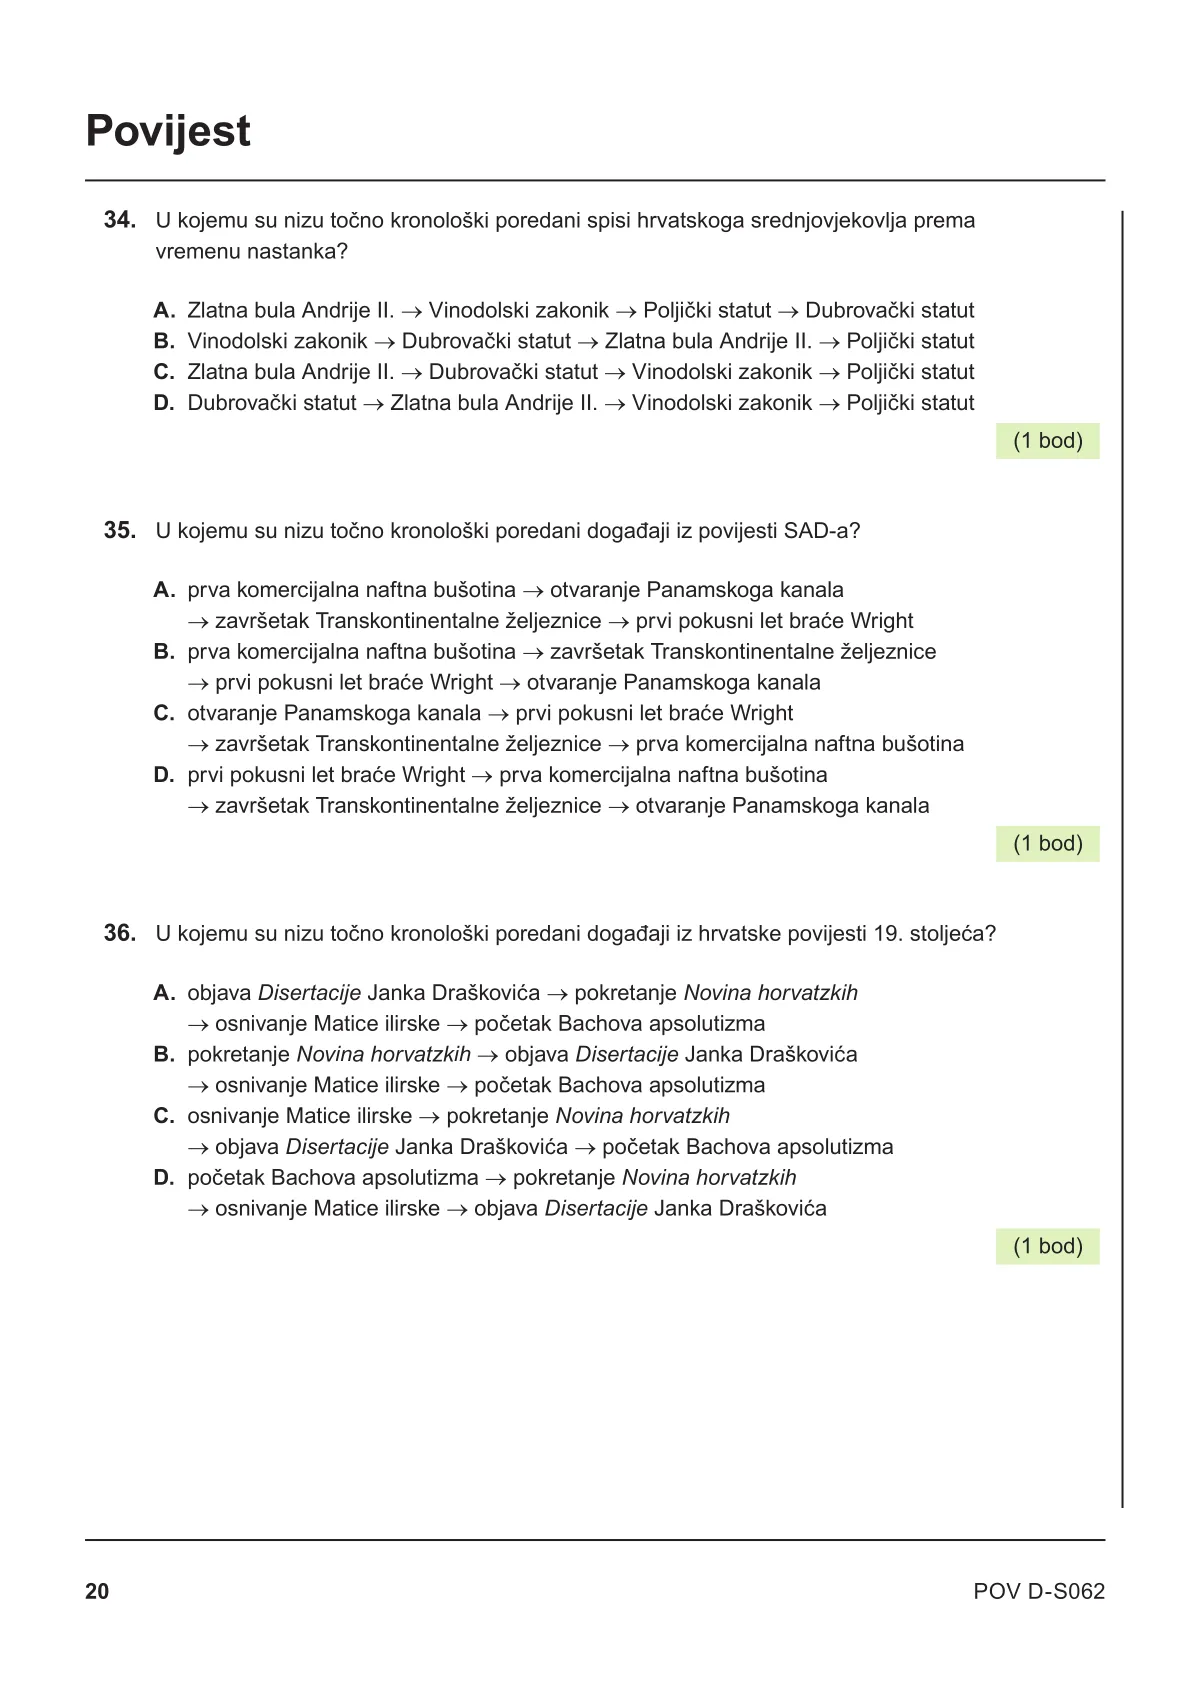 Povijest
34. U kojemu su nizu točno kronološki poredani spisi hrvatskoga srednjovjekovlja prema
vremenu nastanka?
A. Zlatna bula Andrije II. → Vinodolski zakonik → Poljički statut → Dubrovački statut
B. Vinodolski zakonik → Dubrovački statut → Zlatna bula Andrije II. → Poljički statut
C. Zlatna bula Andrije II. → Dubrovački statut → Vinodolski zakonik → Poljički statut
D. Dubrovački statut → Zlatna bula Andrije II. → Vinodolski zakonik → Poljički statut
(1 bod)
35. U kojemu su nizu točno kronološki poredani događaji iz povijesti SAD-a?
A. prva komercijalna naftna bušotina → otvaranje Panamskoga kanala
→ završetak Transkontinentalne željeznice → prvi pokusni let braće Wright
B. prva komercijalna naftna bušotina → završetak Transkontinentalne željeznice
→ prvi pokusni let braće Wright → otvaranje Panamskoga kanala
C. otvaranje Panamskoga kanala → prvi pokusni let braće Wright
→ završetak Transkontinentalne željeznice → prva komercijalna naftna bušotina
D. prvi pokusni let braće Wright → prva komercijalna naftna bušotina
→ završetak Transkontinentalne željeznice → otvaranje Panamskoga kanala
(1 bod)
36. U kojemu su nizu točno kronološki poredani događaji iz hrvatske povijesti 19. stoljeća?
A. objava Disertacije Janka Draškovića → pokretanje Novina horvatzkih
→ osnivanje Matice ilirske → početak Bachova apsolutizma
B. pokretanje Novina horvatzkih → objava Disertacije Janka Draškovića
→ osnivanje Matice ilirske → početak Bachova apsolutizma
C. osnivanje Matice ilirske → pokretanje Novina horvatzkih
→ objava Disertacije Janka Draškovića → početak Bachova apsolutizma
D. početak Bachova apsolutizma → pokretanje Novina horvatzkih
→ osnivanje Matice ilirske → objava Disertacije Janka Draškovića
(1 bod)
20
POV D-S062